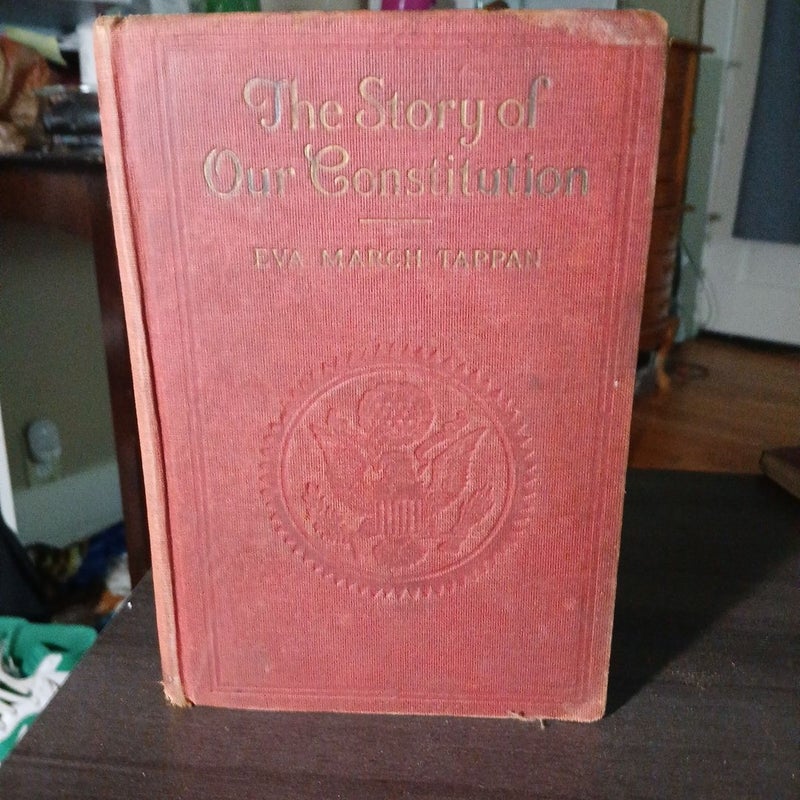 The Story of
Our Constitution
EVA MARCH TAPPAN